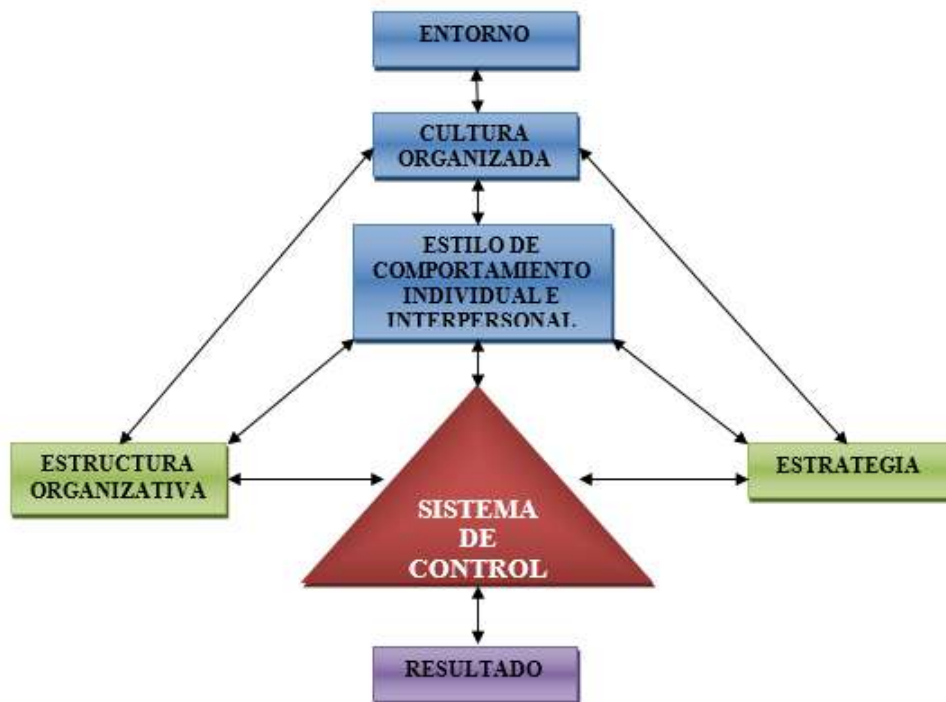 ENTORNO
CULTURA
ORGANIZADA
ESTILO DE
COMPORTAMIENTO
INDIVIDUAL E
INTERPERSONAL
ESTRUCTURA
ORGANIZATIVA
ESTRATEGIA
SISTEMA
DE
CONTROL
RESULTADO